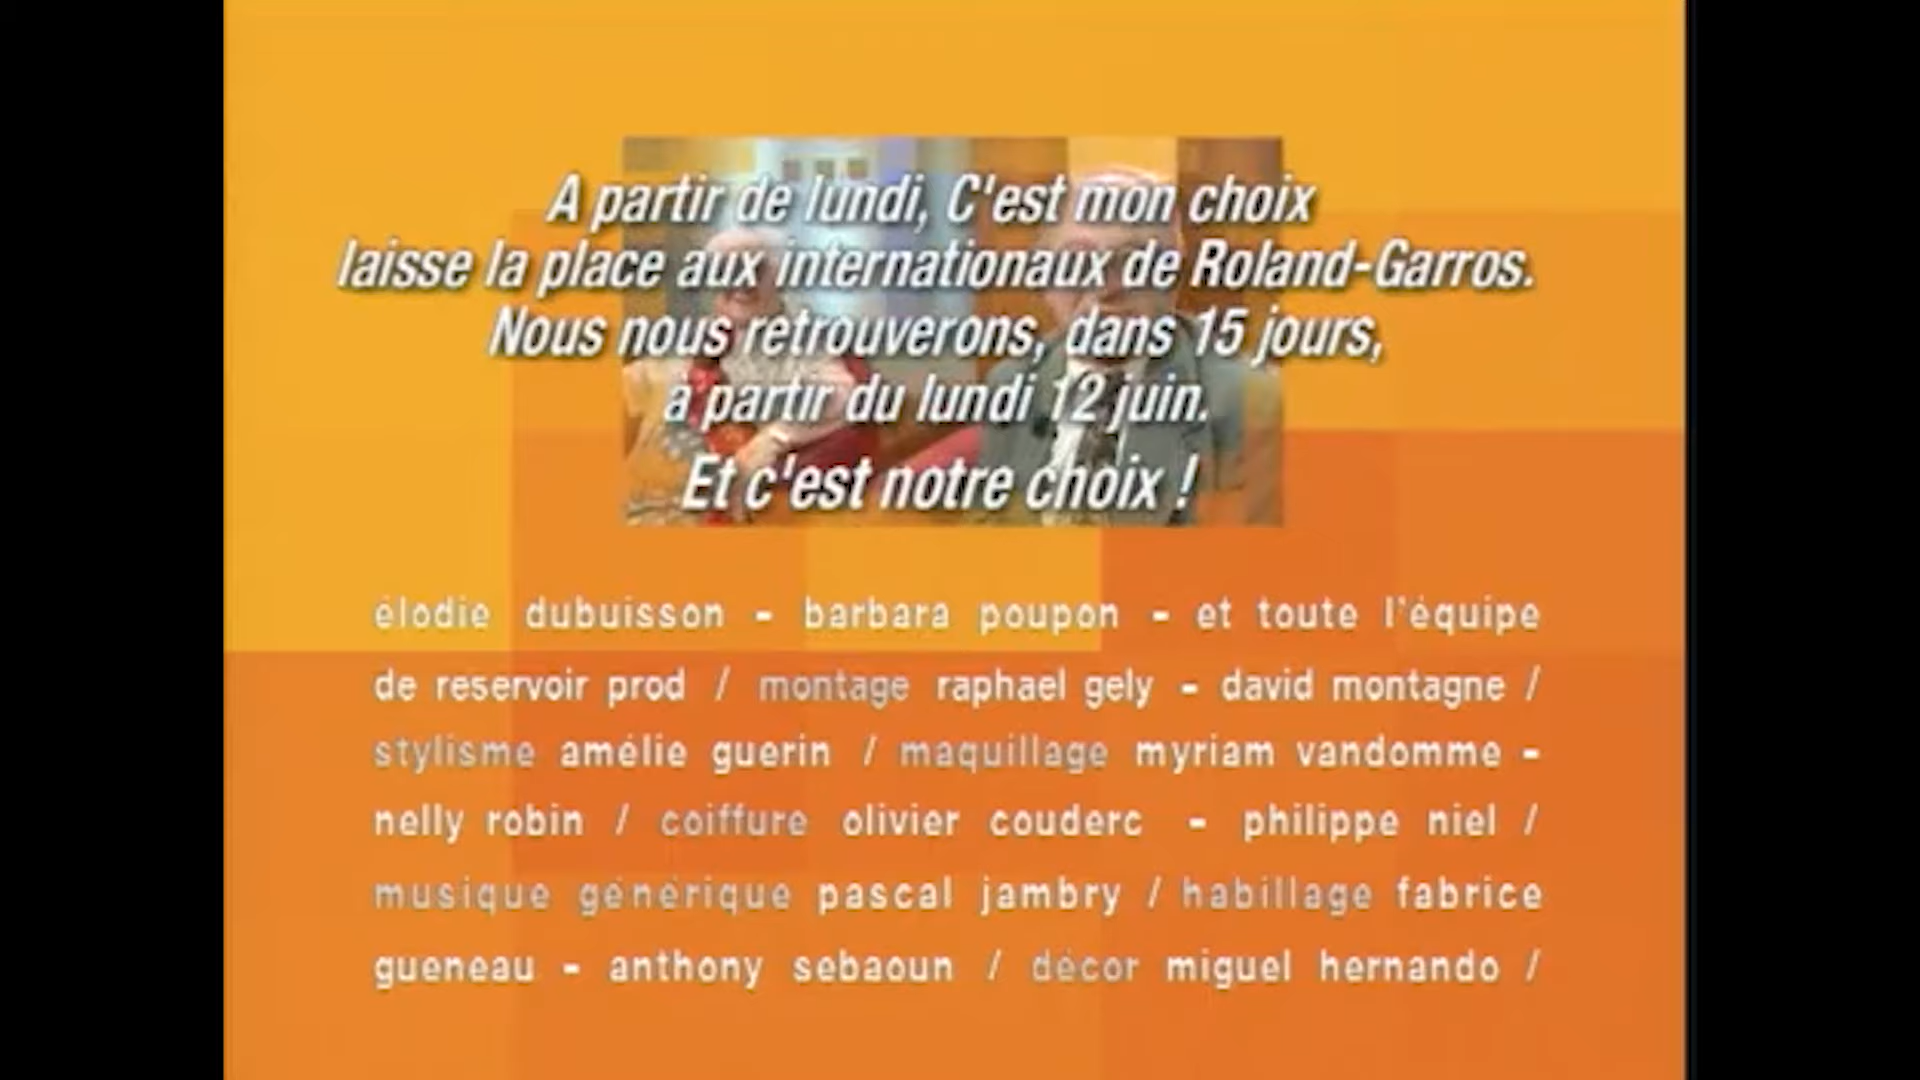 A partir de lundi, C'est mon choix
laisse la place aux internationaux de Roland-Garros.
Nous nous retrouverons, dans 15 jours,
à partir du lundi 12 juin.
Et c'est notre choix !
élodie dubuisson - barbara poupon - et toute l'équipe
de reservoir prod / montage raphael gely - david montagne /
stylisme amélie guerin / maquillage myriam vandomme -
nelly robin / coiffure olivier couderc - philippe niel /
musique générique pascal jambry / habillage fabrice
gueneau - anthony sebaoun / décor miguel hernando /